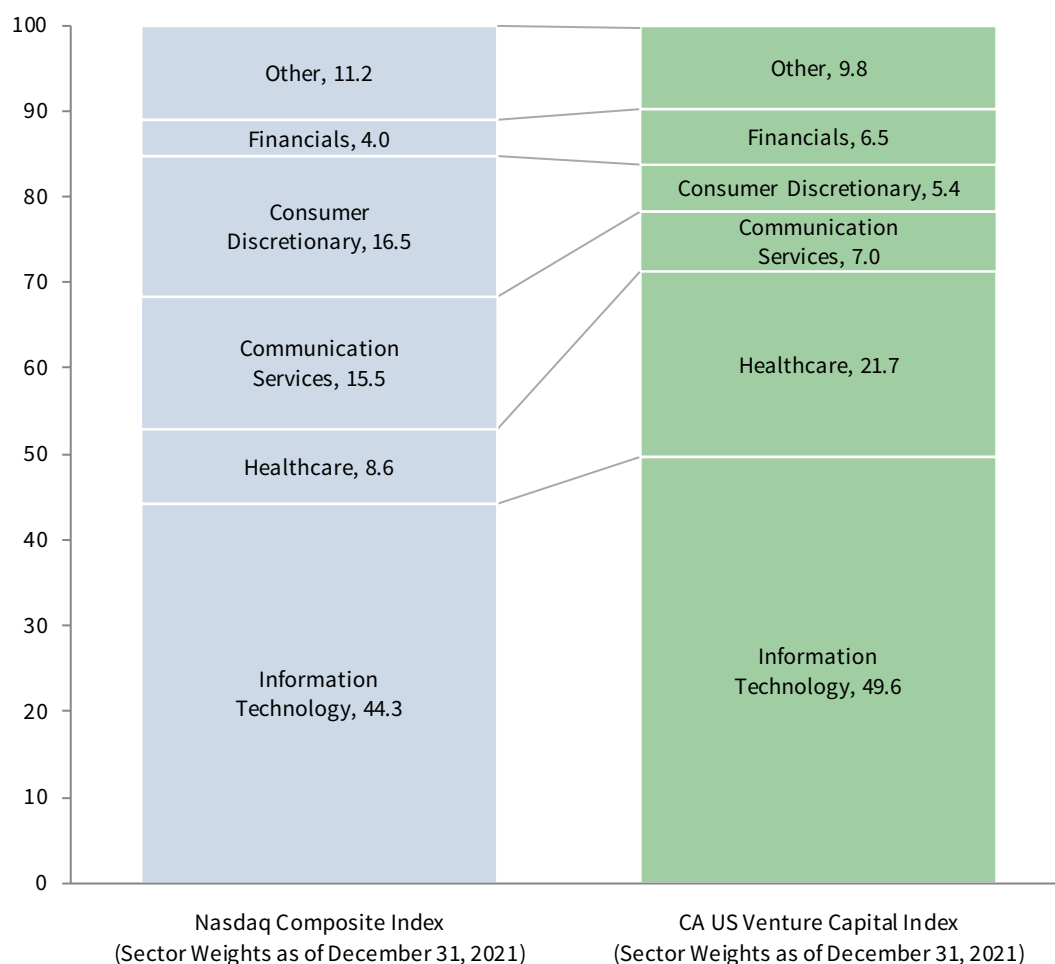 100
90
80
70
60
50
40
30
20
10
0
Other, 11.2
Financials, 4.0
Consumer
Discretionary, 16.5
Communication
Services, 15.5
Healthcare, 8.6
Information
Technology, 44.3
Other, 9.8
Financials, 6.5
Consumer Discretionary, 5.4
Communication
Services, 7.0
Healthcare, 21.7
Information
Technology, 49.6
Nasdaq Composite Index
(Sector Weights as of December 31, 2021)
CA US Venture Capital Index
(Sector Weights as of December 31, 2021)